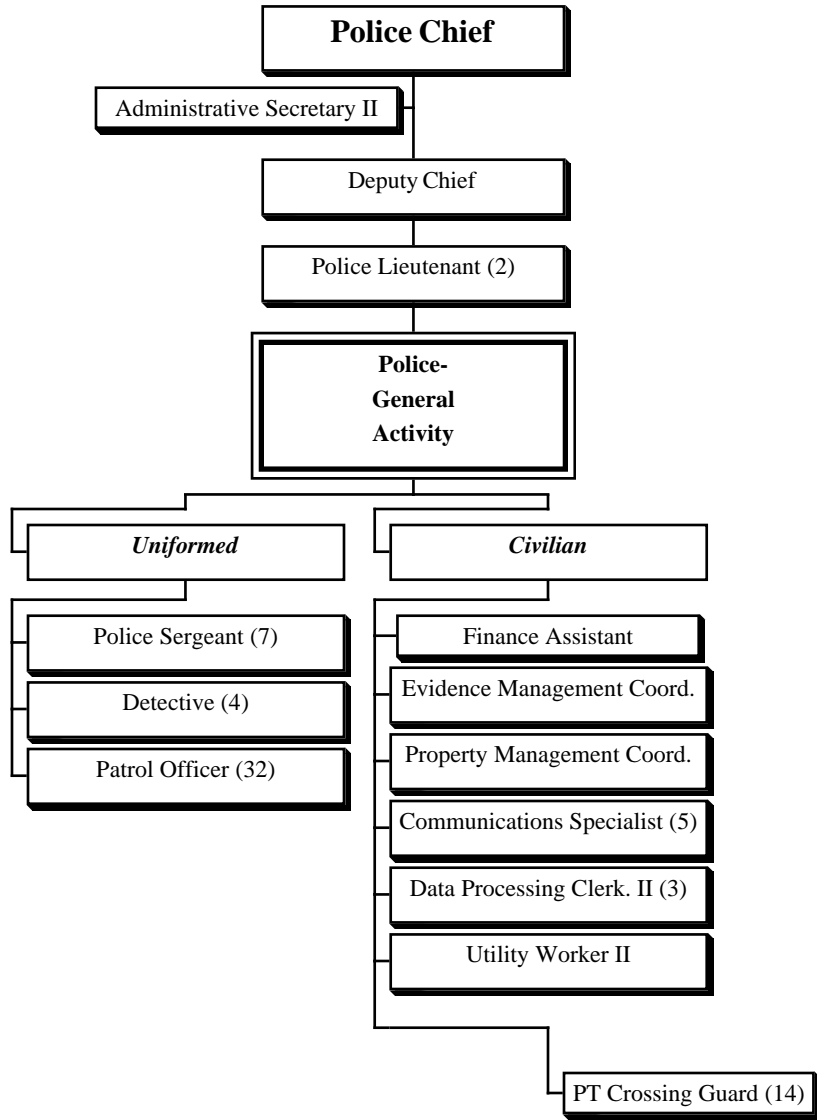 Police Chief
Administrative Secretary II
Deputy Chief
Police Lieutenant (2)
Police-
General
Activity
Uniformed
Police Sergeant (7)
Detective (4)
Patrol Officer (32)
Civilian
Finance Assistant
Evidence Management Coord.
Property Management Coord.
Communications Specialist (5)
Data Processing Clerk. II (3)
Utility Worker II
PT Crossing Guard (14)